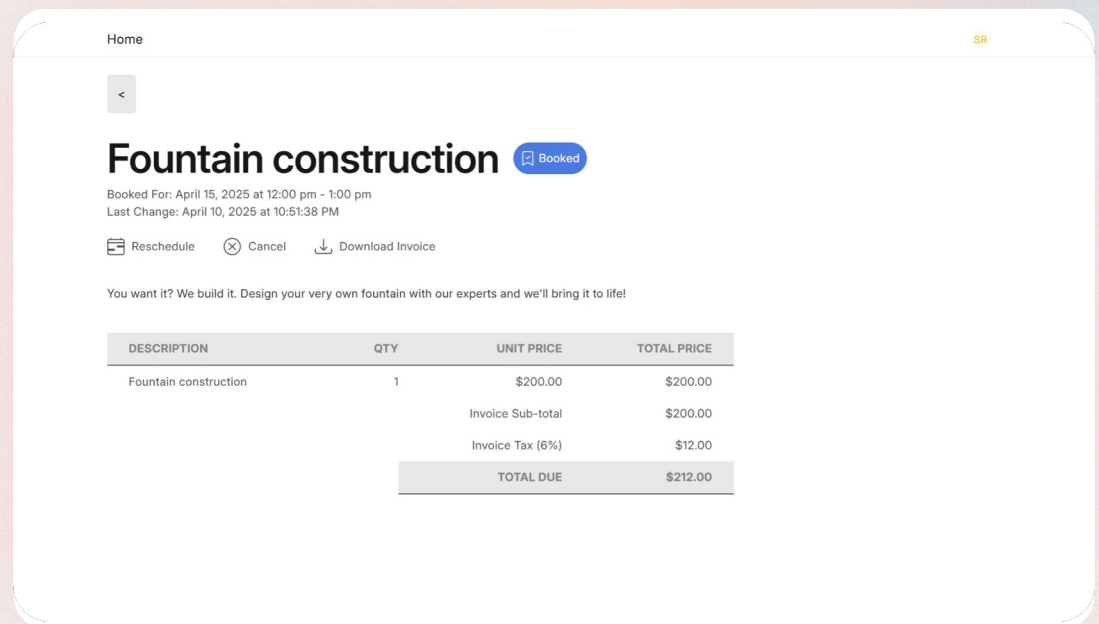 Home SR
<
Fountain construction Booked
Booked For: April 15, 2025 at 12:00 pm - 1:00 pm
Last Change: April 10, 2025 at 10:51:38 PM
Reschedule Cancel Download Invoice
You want it? We build it. Design your very own fountain with our experts and we'll bring it to life!
DESCRIPTION QTY UNIT PRICE TOTAL PRICE
Fountain construction 1 $200.00 $200.00
Invoice Sub-total $200.00
Invoice Tax (6%) $12.00
TOTAL DUE $212.00